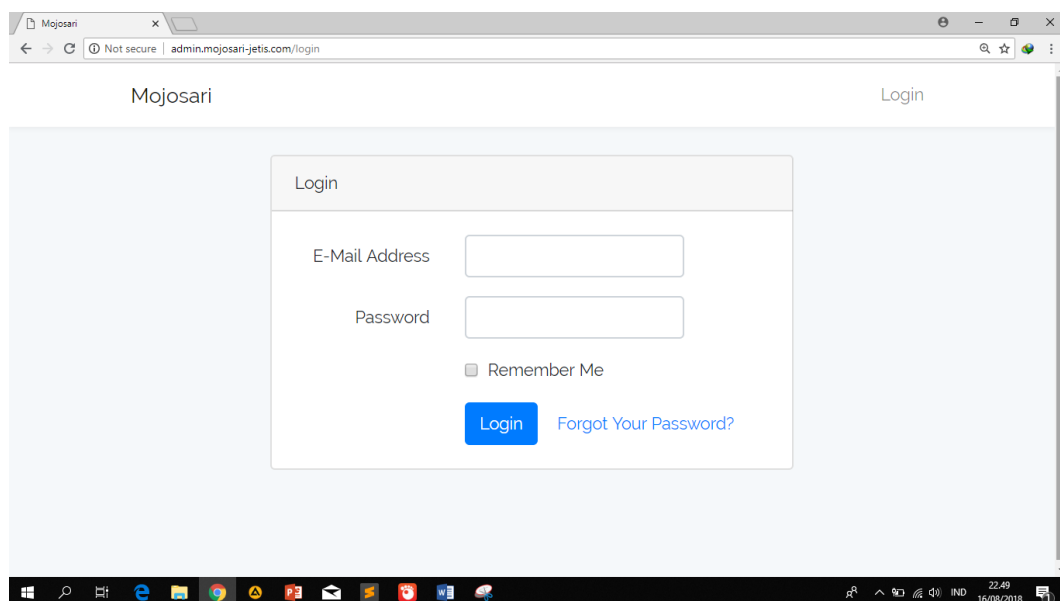 Mojosari
Not secure | admin.mojosari-jetis.com/login
Mojosari
Login
Login
E-Mail Address
Password
Remember Me
Login
Forgot Your Password?
IND
22.49
16/08/2018